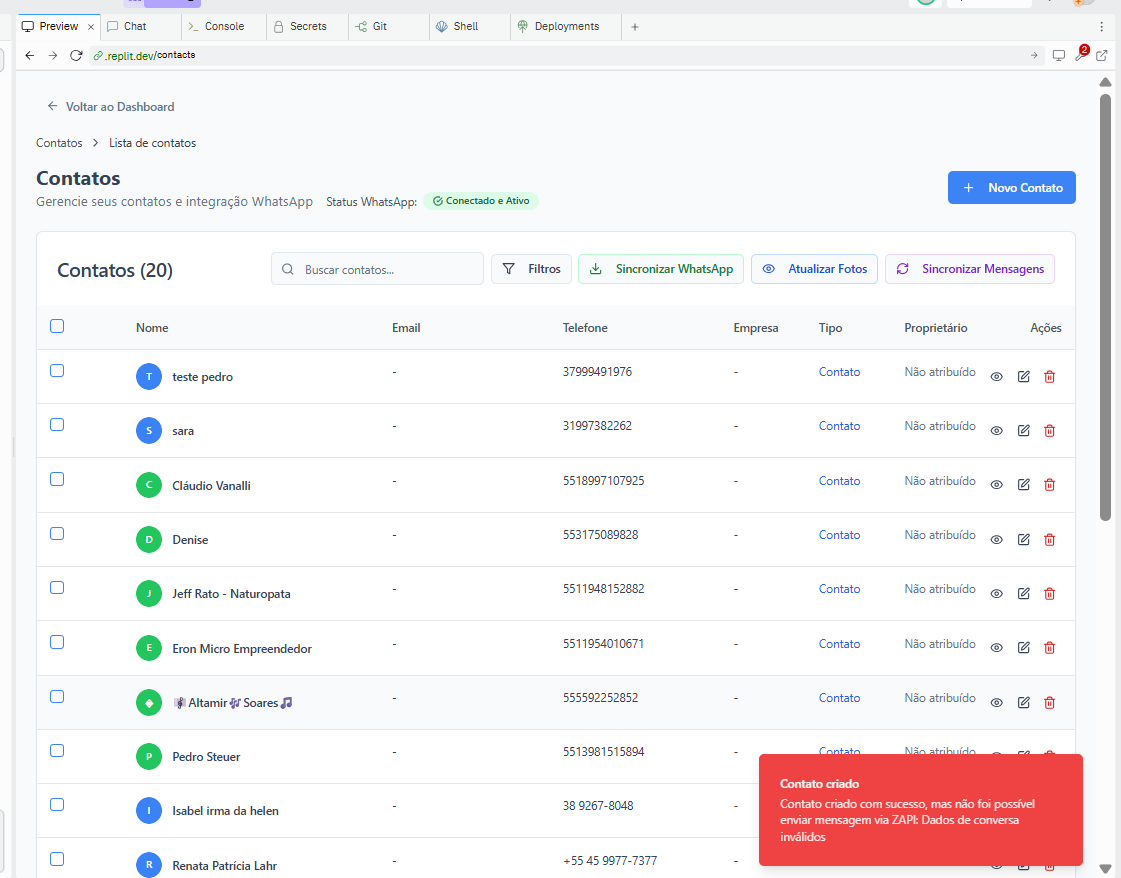 Preview
Chat
Console
Secrets
Git
Shell
Deployments
.replit.dev/contacts
2
Voltar ao Dashboard
Contatos > Lista de contatos
Contatos
Gerencie seus contatos e integração WhatsApp
Status WhatsApp:
Conectado e Ativo
+ Novo Contato
Contatos (20)
Buscar contatos...
Filtros
Sincronizar WhatsApp
Atualizar Fotos
Sincronizar Mensagens
Nome Email Telefone Empresa Tipo Proprietário Ações
T teste pedro - 37999491976 - Contato Não atribuído
S sara - 31997382262 - Contato Não atribuído
C Cláudio Vanalli - 5518997107925 - Contato Não atribuído
D Denise - 553175089828 - Contato Não atribuído
J Jeff Rato - Naturopata - 5511948152882 - Contato Não atribuído
E Eron Micro Empreendedor - 5511954010671 - Contato Não atribuído
🎼Altamir🎶Soares🎵 - 555592252852 - Contato Não atribuído
P Pedro Steuer - 5513981515894 - Contato Não atribuído
I Isabel irma da helen - 38 9267-8048 -
R Renata Patrícia Lahr - +55 45 9977-7377 -
Contato criado
Contato criado com sucesso, mas não foi possível
enviar mensagem via ZAPI: Dados de conversa
inválidos